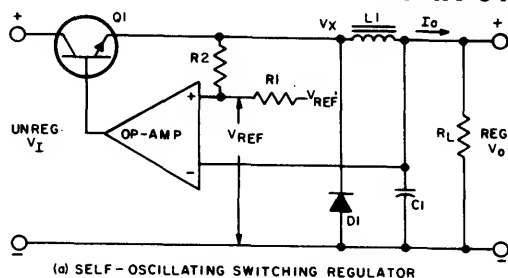 +
Q1
VX
L1
IO
+
R2
R1
+
VREF'
OP-AMP
UNREG.
VI
VREF
RL
REG
VO
-
D1
C1
-
-
(a) SELF-OSCILLATING SWITCHING REGULATOR